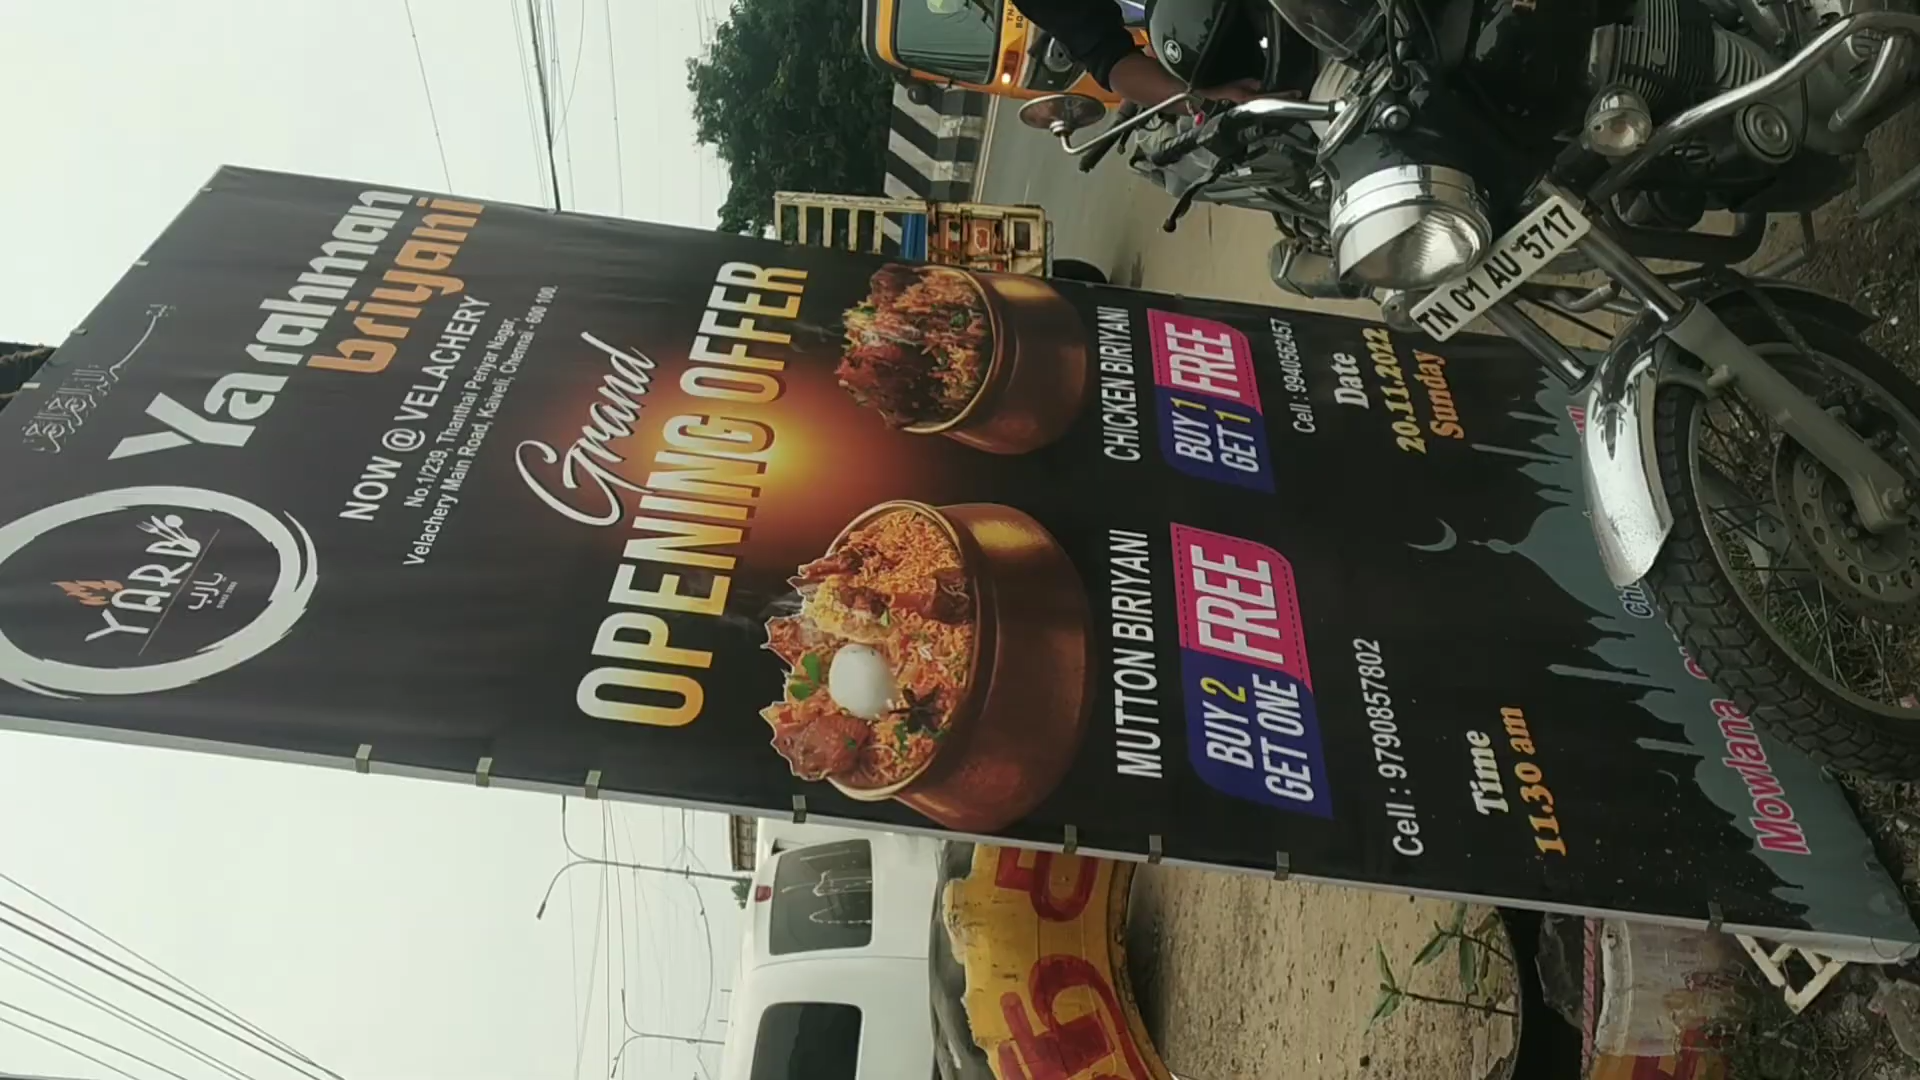 YARB
يارب
Ya rahman
briyani
NOW @ VELACHERY
No.1/239, Thanthai Periyar Nagar,
Velachery Main Road, Kaiveli, Chennai - 600 100.
Grand
OPENING OFFER
MUTTON BIRIYANI
BUY 2
GET ONE
FREE
CHICKEN BIRIYANI
BUY 1
GET 1
FREE
Cell : 9790857802
Cell : 9940562457
Time
11.30 am
Date
20.11.2022
Sunday
Mowlana
TN 01 AU 5717